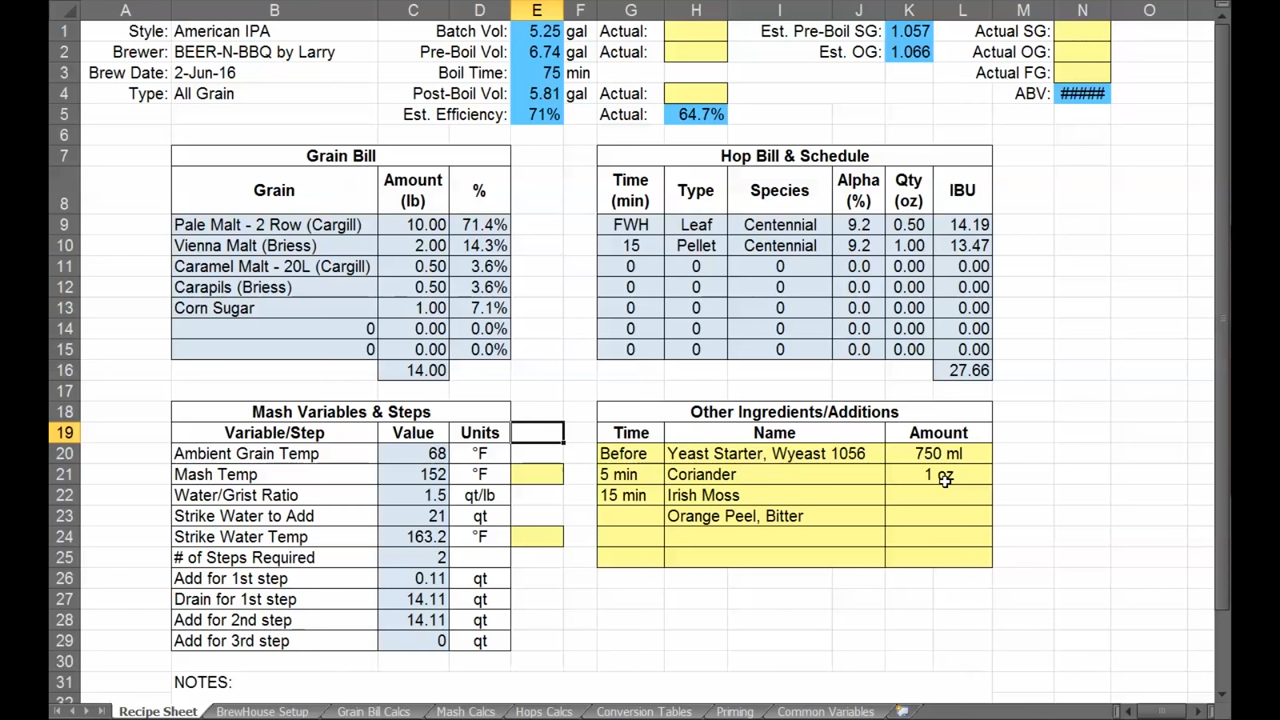 A B C D E F G H I J K L M N O
1 Style: American IPA Batch Vol: 5.25 gal Actual: Est. Pre-Boil SG: 1.057 Actual SG:
2 Brewer: BEER-N-BBQ by Larry Pre-Boil Vol: 6.74 gal Actual: Est. OG: 1.066 Actual OG:
3 Brew Date: 2-Jun-16 Boil Time: 75 min Actual FG:
4 Type: All Grain Post-Boil Vol: 5.81 gal Actual: ABV: #####
5 Est. Efficiency: 71% Actual: 64.7%
6
7 Grain Bill Hop Bill & Schedule
8 Grain Amount (lb) % Time (min) Type Species Alpha (%) Qty (oz) IBU
9 Pale Malt - 2 Row (Cargill) 10.00 71.4% FWH Leaf Centennial 9.2 0.50 14.19
10 Vienna Malt (Briess) 2.00 14.3% 15 Pellet Centennial 9.2 1.00 13.47
11 Caramel Malt - 20L (Cargill) 0.50 3.6% 0 0 0 0.0 0.00 0.00
12 Carapils (Briess) 0.50 3.6% 0 0 0 0.0 0.00 0.00
13 Corn Sugar 1.00 7.1% 0 0 0 0.0 0.00 0.00
14 0 0.00 0.0% 0 0 0 0.0 0.00 0.00
15 0 0.00 0.0% 0 0 0 0.0 0.00 0.00
16 14.00 27.66
17
18 Mash Variables & Steps Other Ingredients/Additions
19 Variable/Step Value Units Time Name Amount
20 Ambient Grain Temp 68 °F Before Yeast Starter, Wyeast 1056 750 ml
21 Mash Temp 152 °F 5 min Coriander 1 oz
22 Water/Grist Ratio 1.5 qt/lb 15 min Irish Moss
23 Strike Water to Add 21 qt Orange Peel, Bitter
24 Strike Water Temp 163.2 °F
25 # of Steps Required 2
26 Add for 1st step 0.11 qt
27 Drain for 1st step 14.11 qt
28 Add for 2nd step 14.11 qt
29 Add for 3rd step 0 qt
30
31 NOTES:
32
Recipe Sheet BrewHouse Setup Grain Bill Calcs Mash Calcs Hops Calcs Conversion Tables Priming Common Variables